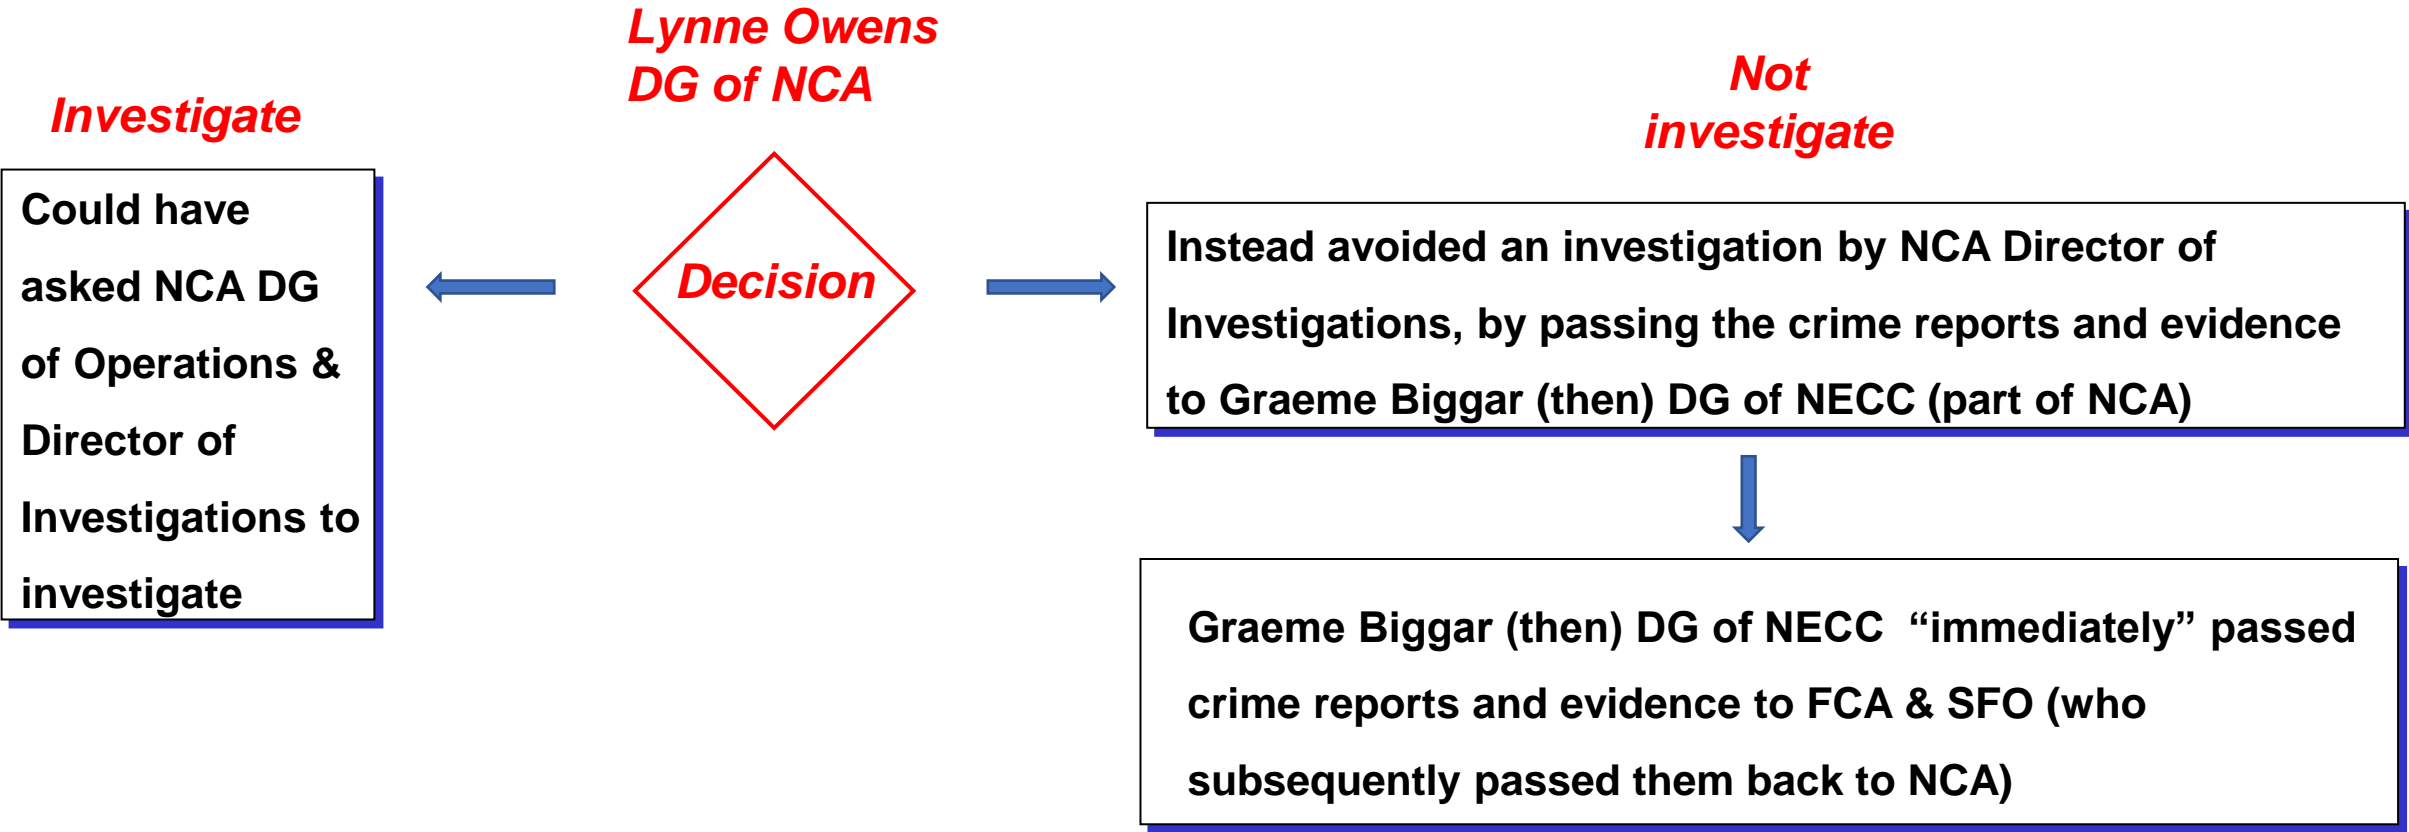 Lynne Owens
DG of NCA
Investigate
Not
investigate
Could have
asked NCA DG
of Operations &
Director of
Investigations to
investigate
Decision
Instead avoided an investigation by NCA Director of
Investigations, by passing the crime reports and evidence
to Graeme Biggar (then) DG of NECC (part of NCA)
Graeme Biggar (then) DG of NECC  “immediately” passed
crime reports and evidence to FCA & SFO (who
subsequently passed them back to NCA)